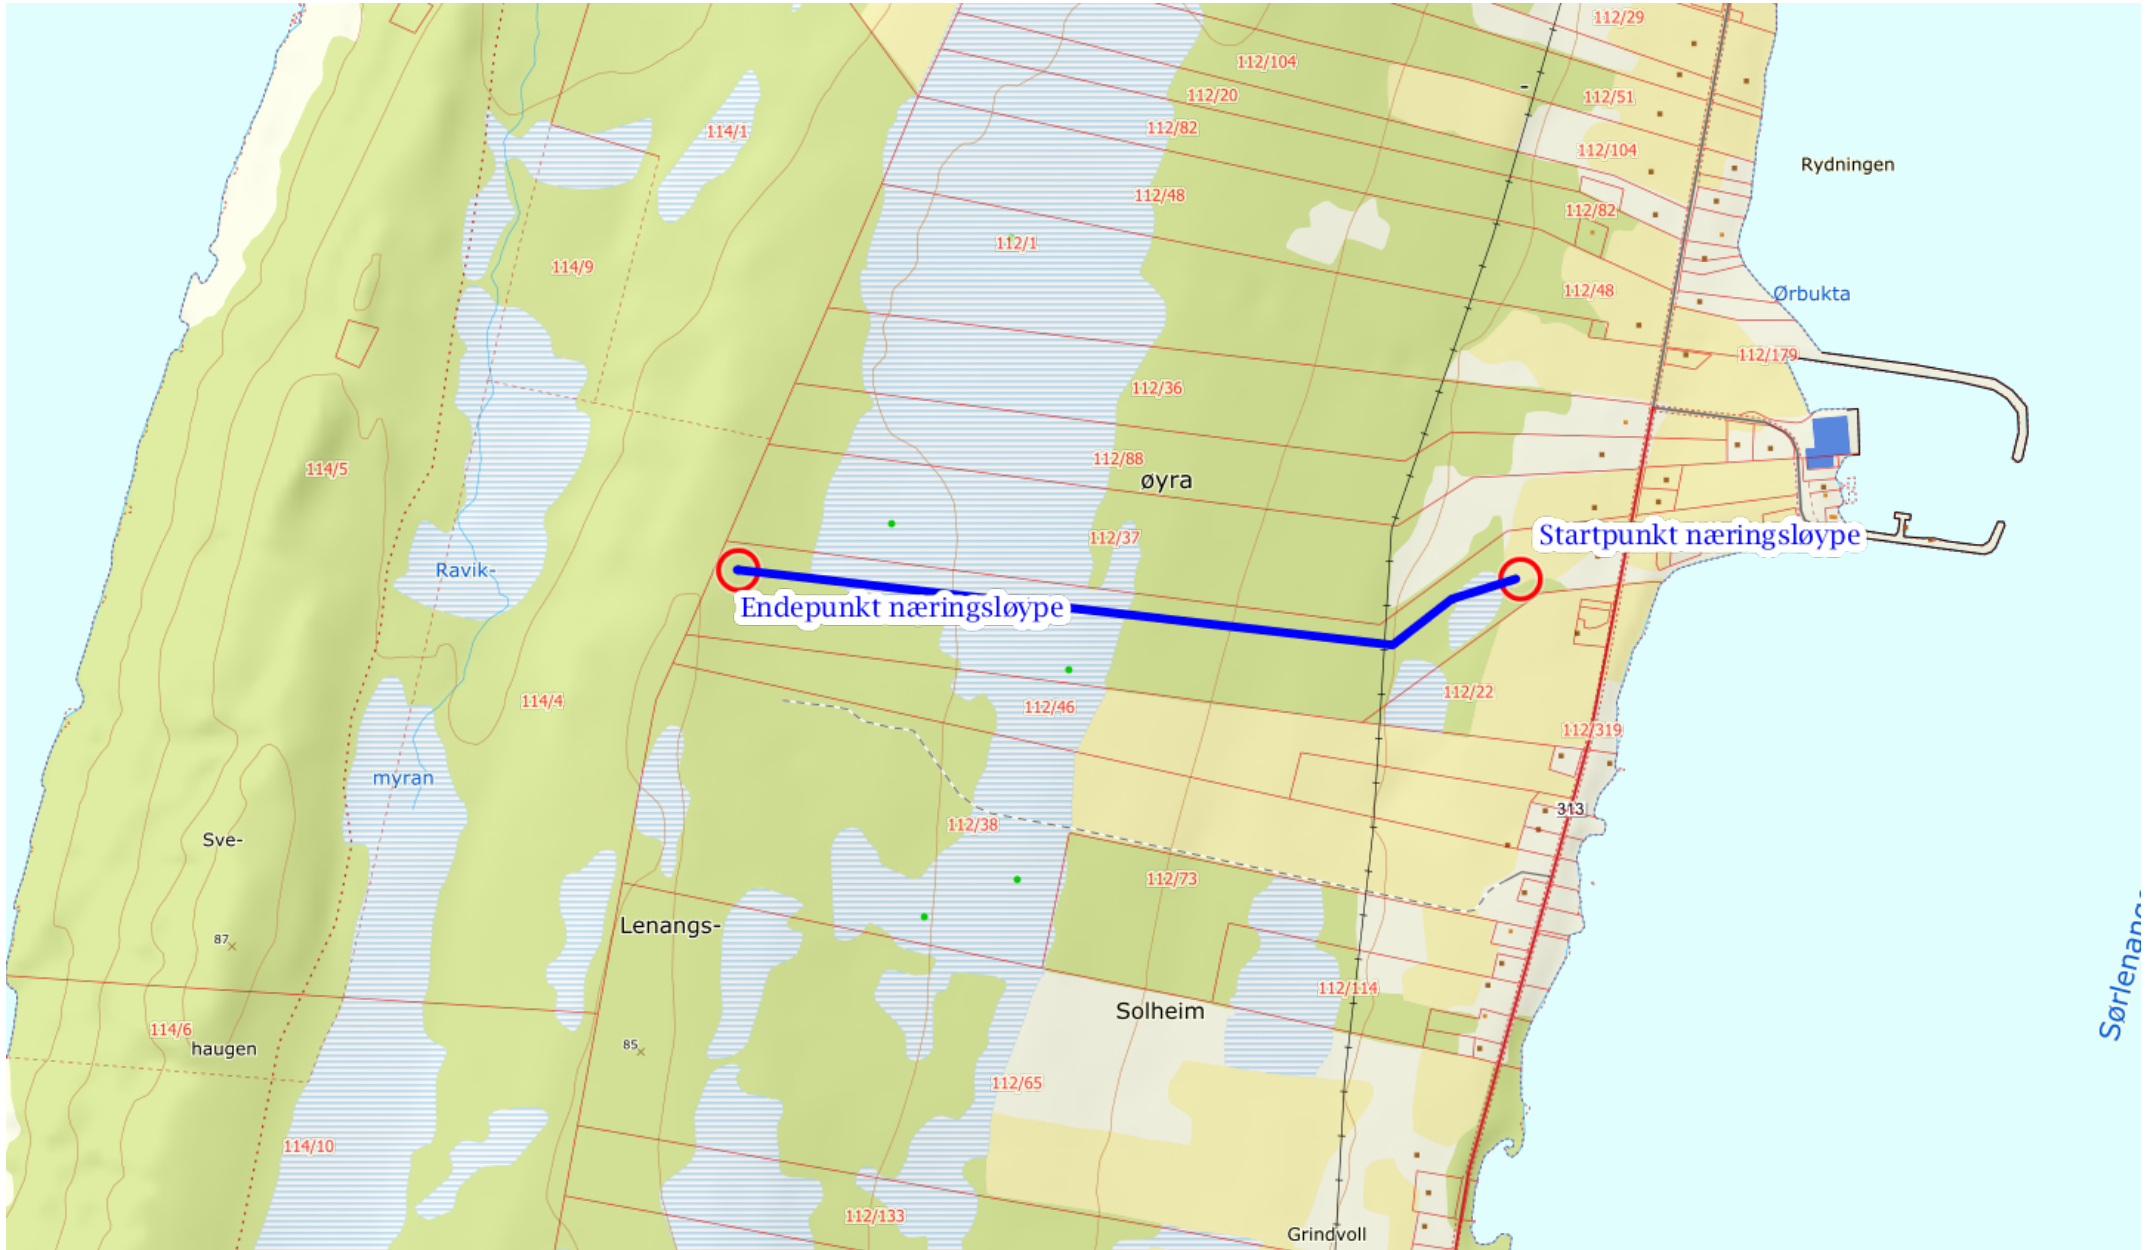 112/29
112/104
112/20
112/51
112/82
114/1
112/104
Rydningen
112/48
112/82
112/1
114/9
112/48
Ørbukta
112/179
112/36
112/88
114/5
øyra
112/37
Startpunkt næringsløype
Ravik-
Endepunkt næringsløype
112/22
114/4
112/46
112/319
myran
313
112/38
Sve-
112/73
Lenangs-
87
112/114
Solheim
114/6
haugen
85
Sørlenange
112/65
114/10
112/133
Grindvoll